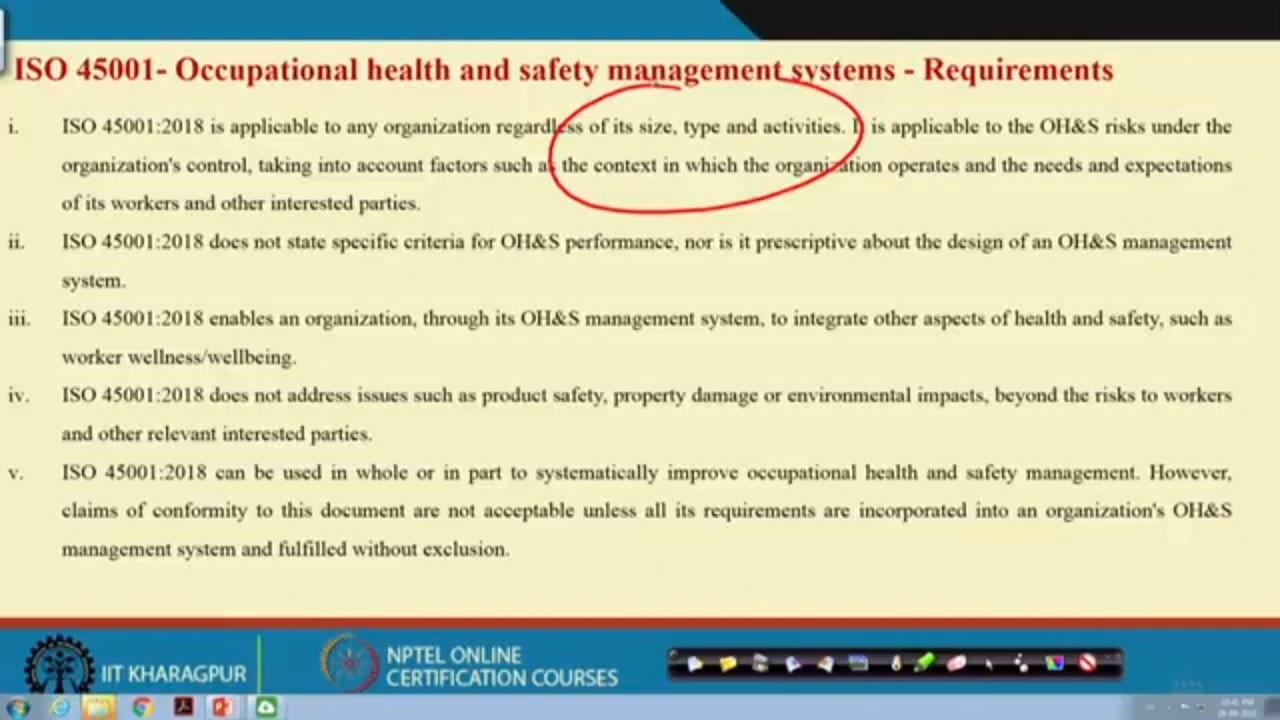 ISO 45001- Occupational health and safety management systems - Requirements
i. ISO 45001:2018 is applicable to any organization regardless of its size, type and activities. It is applicable to the OH&S risks under the
organization's control, taking into account factors such as the context in which the organization operates and the needs and expectations
of its workers and other interested parties.
ii. ISO 45001:2018 does not state specific criteria for OH&S performance, nor is it prescriptive about the design of an OH&S management
system.
iii. ISO 45001:2018 enables an organization, through its OH&S management system, to integrate other aspects of health and safety, such as
worker wellness/wellbeing.
iv. ISO 45001:2018 does not address issues such as product safety, property damage or environmental impacts, beyond the risks to workers
and other relevant interested parties.
v. ISO 45001:2018 can be used in whole or in part to systematically improve occupational health and safety management. However,
claims of conformity to this document are not acceptable unless all its requirements are incorporated into an organization's OH&S
management system and fulfilled without exclusion.
IIT KHARAGPUR
NPTEL ONLINE
CERTIFICATION COURSES